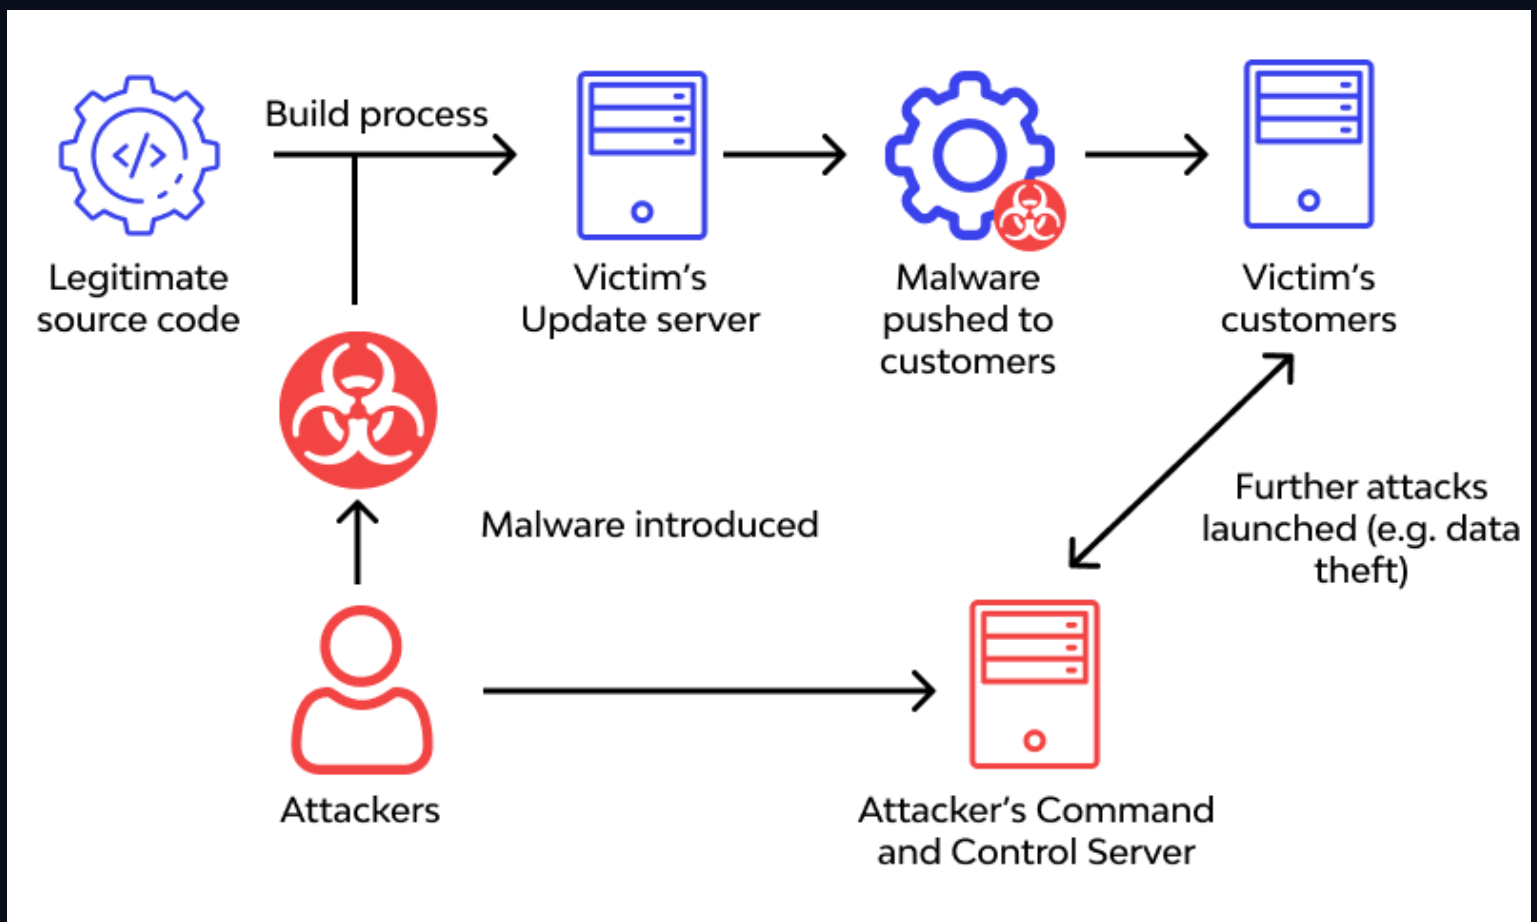 Build process
Legitimate
source code
Victim's
Update server
Malware
pushed to
customers
Victim's
customers
Malware introduced
Further attacks
launched (e.g. data
theft)
Attackers
Attacker's Command
and Control Server